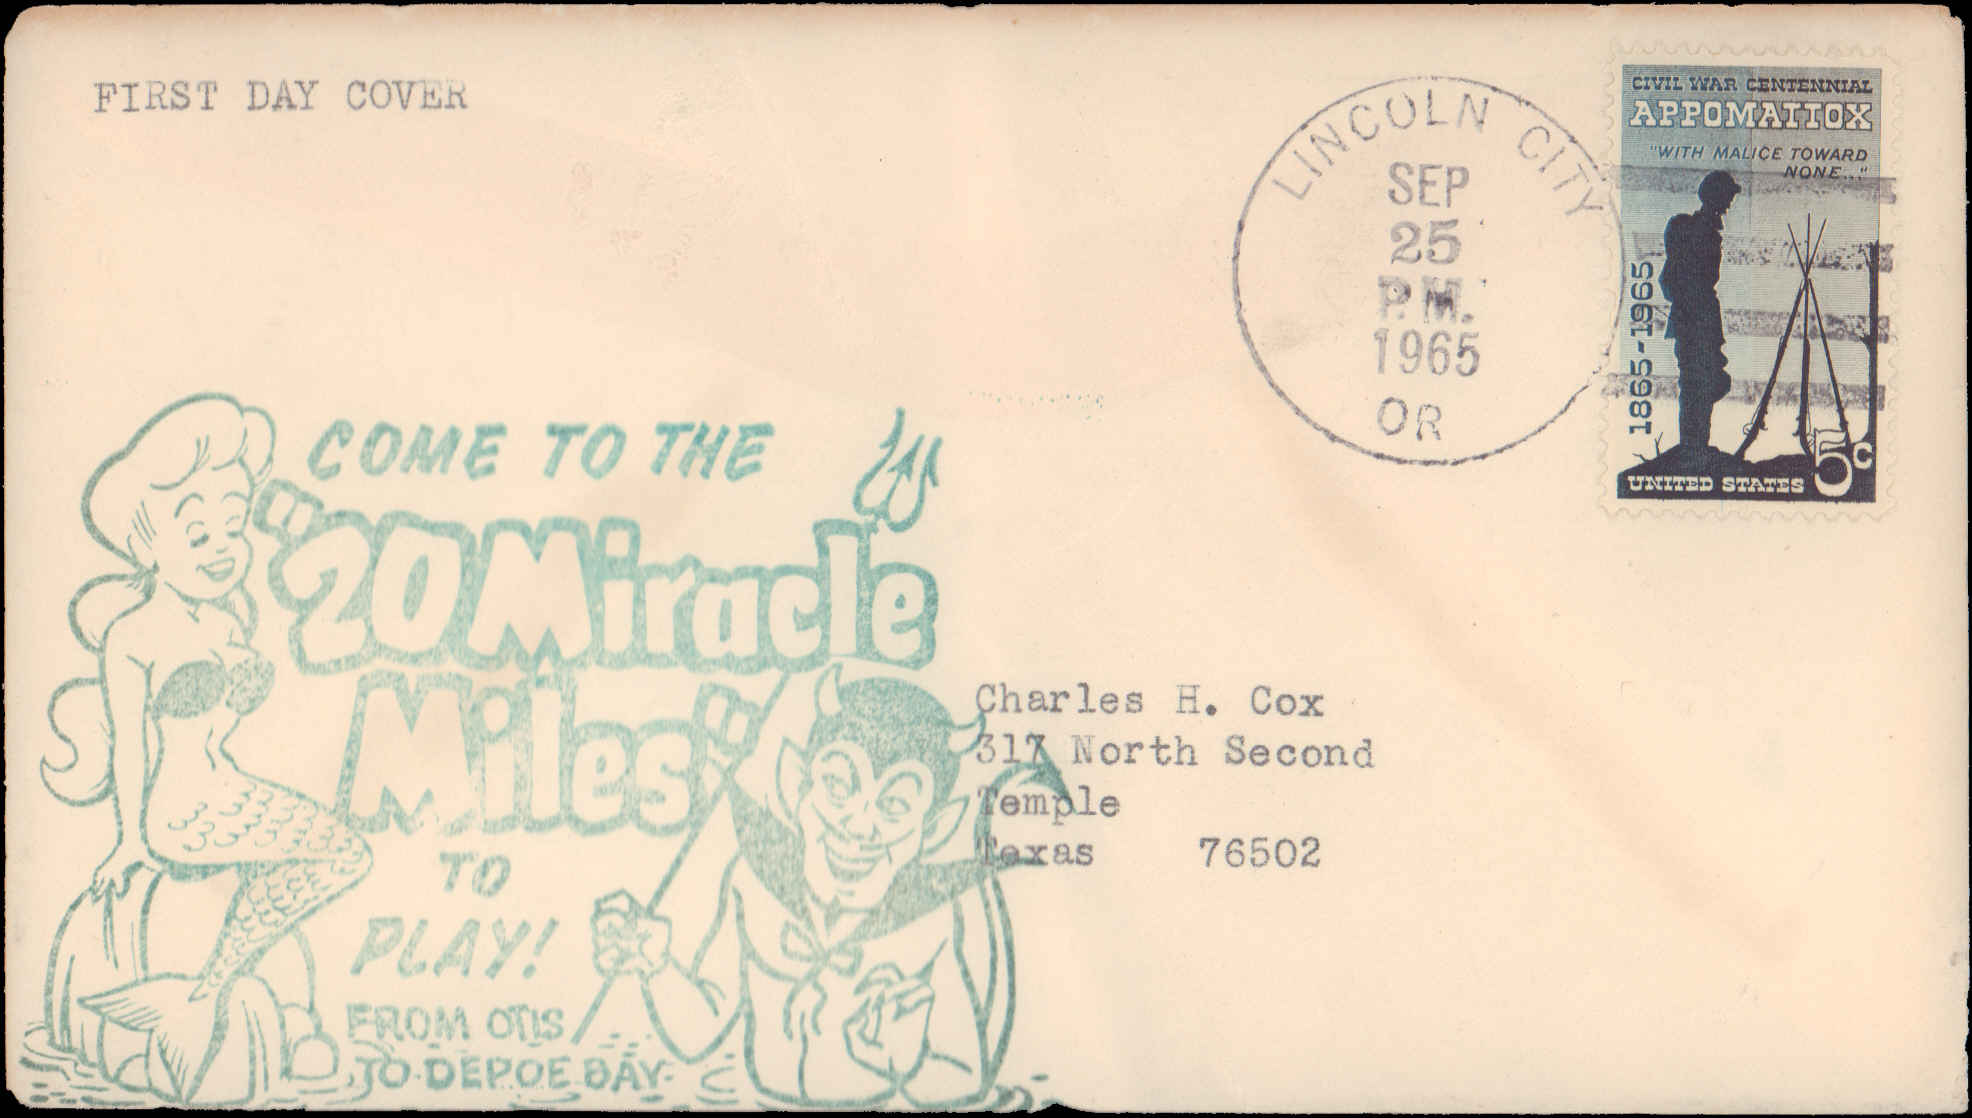 FIRST DAY COVER
LINCOLN CITY
SEP
25
P.M.
1965
OR
CIVIL WAR CENTENNIAL
APPOMATTOX
"WITH MALICE TOWARD
NONE..."
1865-1965
5c
UNITED STATES
COME TO THE
"20 Miracle
Miles"
TO
PLAY!
FROM OTIS
TO DEPOE BAY
Charles H. Cox
317 North Second
Temple
Texas 76502